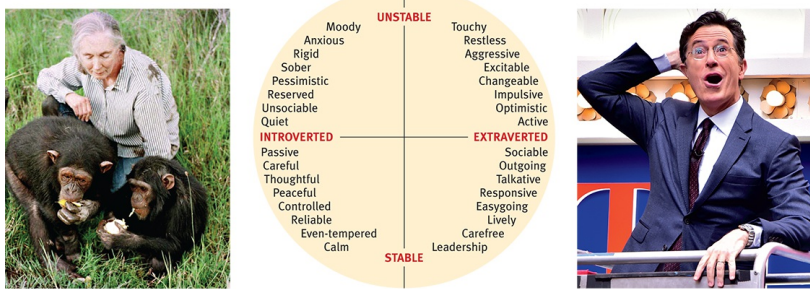 UNSTABLE
Moody
Anxious
Rigid
Sober
Pessimistic
Reserved
Unsociable
Quiet
Touchy
Restless
Aggressive
Excitable
Changeable
Impulsive
Optimistic
Active
INTROVERTED
EXTRAVERTED
Passive
Careful
Thoughtful
Peaceful
Controlled
Reliable
Even-tempered
Calm
Sociable
Outgoing
Talkative
Responsive
Easygoing
Lively
Carefree
Leadership
STABLE